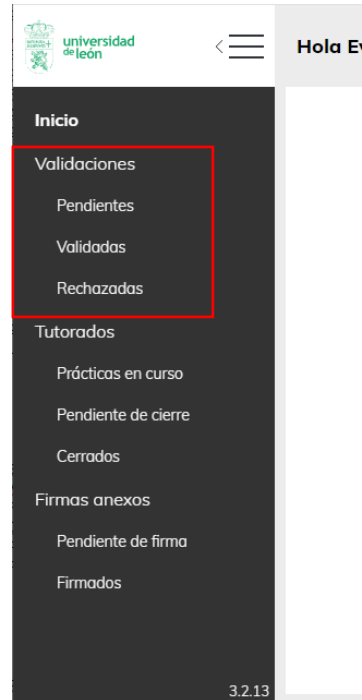 universidad
de león
Hola Ev
Inicio
Validaciones
Pendientes
Validadas
Rechazadas
Tutorados
Prácticas en curso
Pendiente de cierre
Cerrados
Firmas anexos
Pendiente de firma
Firmados
3.2.13